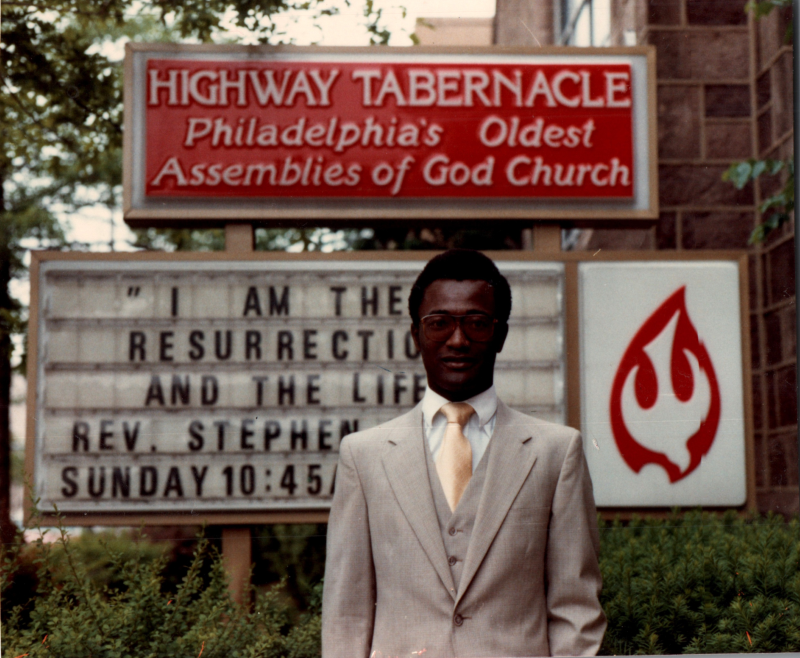 HIGHWAY TABERNACLE
Philadelphia's Oldest
Assemblies of God Church
" I AM THE
RESURRECTIO
AND THE LIFE
REV. STEPHEN
SUNDAY 10:45